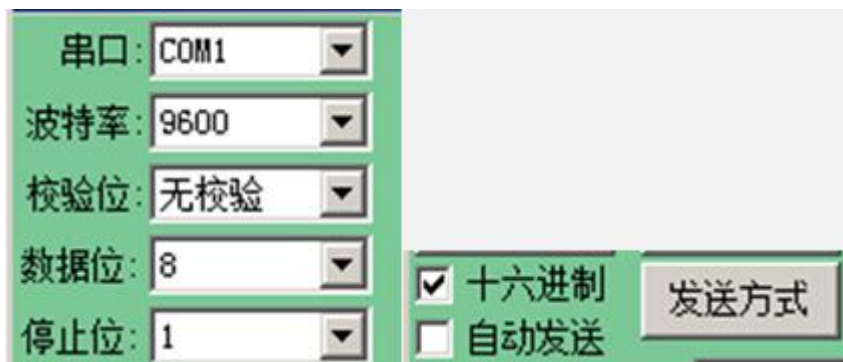 串口: COM1
波特率: 9600
校验位: 无校验
数据位: 8
停止位: 1
十六进制
自动发送
发送方式